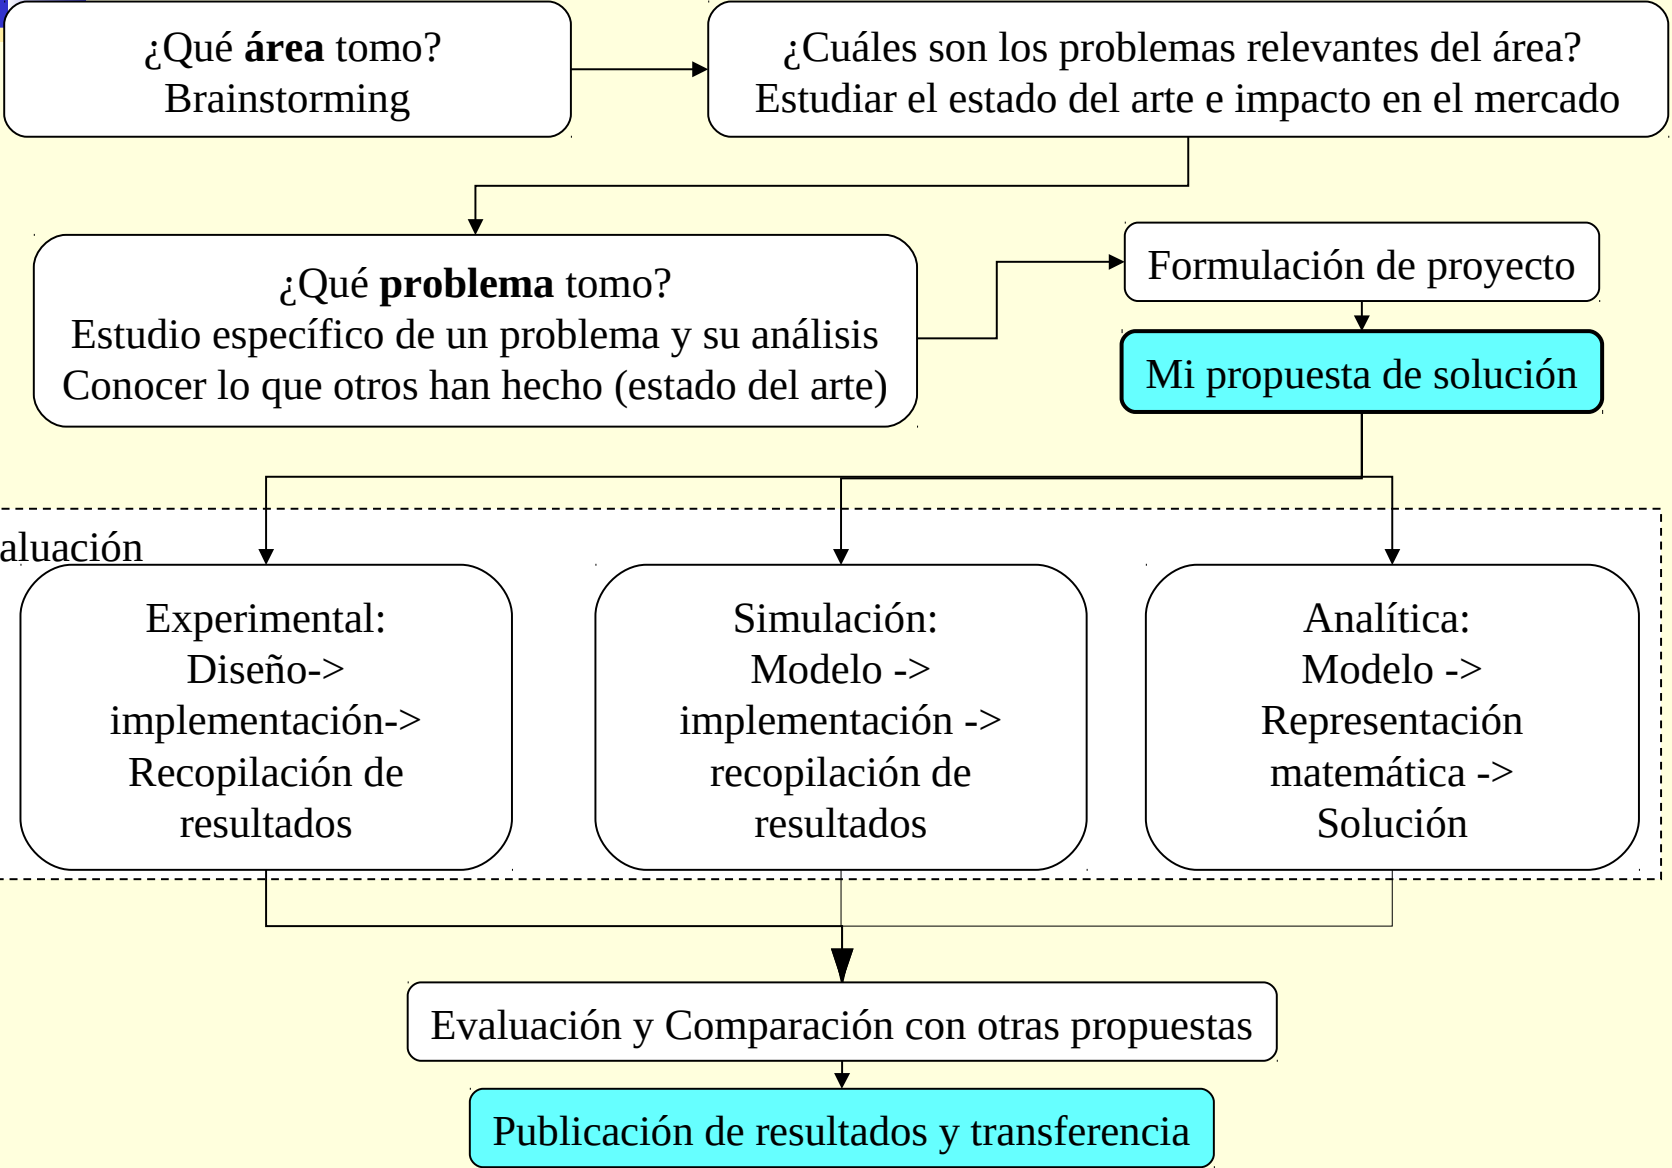 ¿Qué área tomo?
Brainstorming
¿Cuáles son los problemas relevantes del área?
Estudiar el estado del arte e impacto en el mercado
¿Qué problema tomo?
Estudio específico de un problema y su análisis
Conocer lo que otros han hecho (estado del arte)
Formulación de proyecto
Mi propuesta de solución
aluación
Experimental:
Diseño->
implementación->
Recopilación de
resultados
Simulación:
Modelo ->
implementación ->
recopilación de
resultados
Analítica:
Modelo ->
Representación
matemática ->
Solución
Evaluación y Comparación con otras propuestas
Publicación de resultados y transferencia